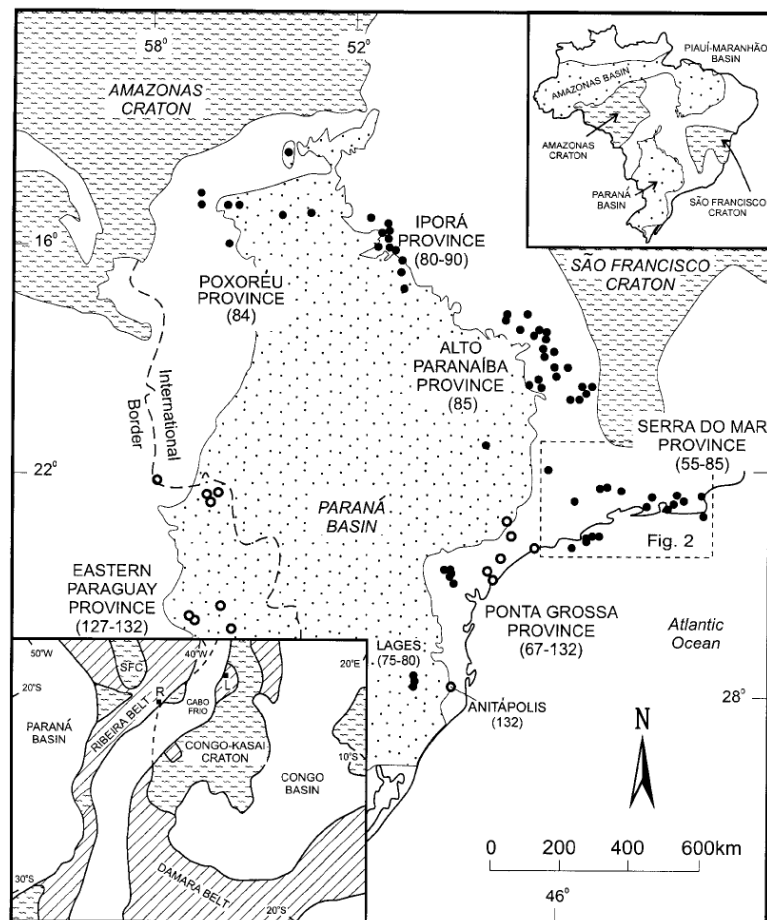 58°
52°
AMAZONAS
CRATON
PIAUÍ-MARANHÃO
BASIN
AMAZONAS BASIN
AMAZONAS
CRATON
PARANÁ
BASIN
SÃO FRANCISCO
CRATON
16°
IPORÁ
PROVINCE
(80-90)
POXORÉU
PROVINCE
(84)
SÃO FRANCISCO
CRATON
ALTO
PARANAÍBA
PROVINCE
(85)
International
Border
SERRA DO MAR
PROVINCE
(55-85)
22°
22°
PARANÁ
BASIN
Fig. 2
EASTERN
PARAGUAY
PROVINCE
(127-132)
PONTA GROSSA
PROVINCE
(67-132)
Atlantic
Ocean
LAGES
(75-80)
ANITÁPOLIS
(132)
28°
N
0 200 400 600km
46°
50°W
40°W
20°E
SFC
20°S
R
L
CABO
FRIO
PARANÁ
BASIN
RIBEIRA BELT
CONGO-KASAI
CRATON
10°S
CONGO
BASIN
30°S
DAMARA BELT
20°S